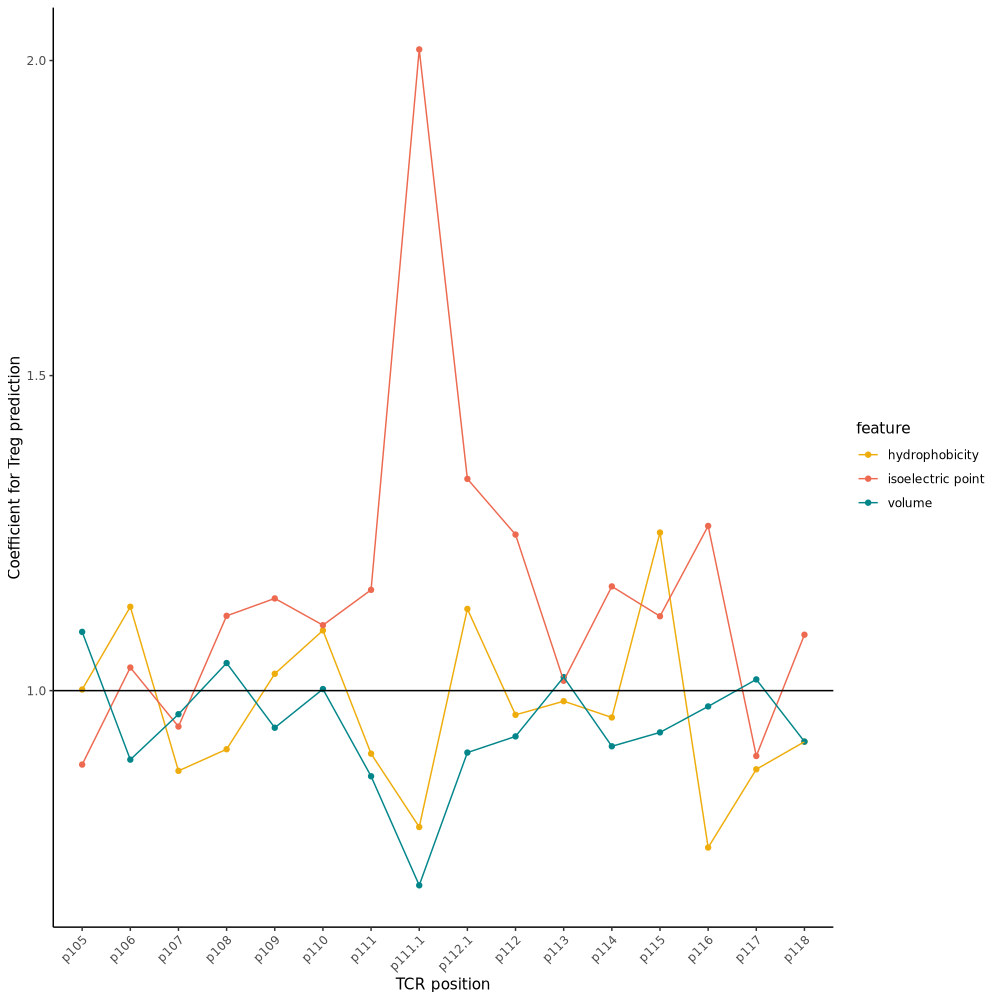 Coefficient for Treg prediction
2.0
1.5
1.0
p105
p106
p107
p108
p109
p110
p111
p111.1
p112.1
p112
p113
p114
p115
p116
p117
p118
TCR position
feature
hydrophobicity
isoelectric point
volume